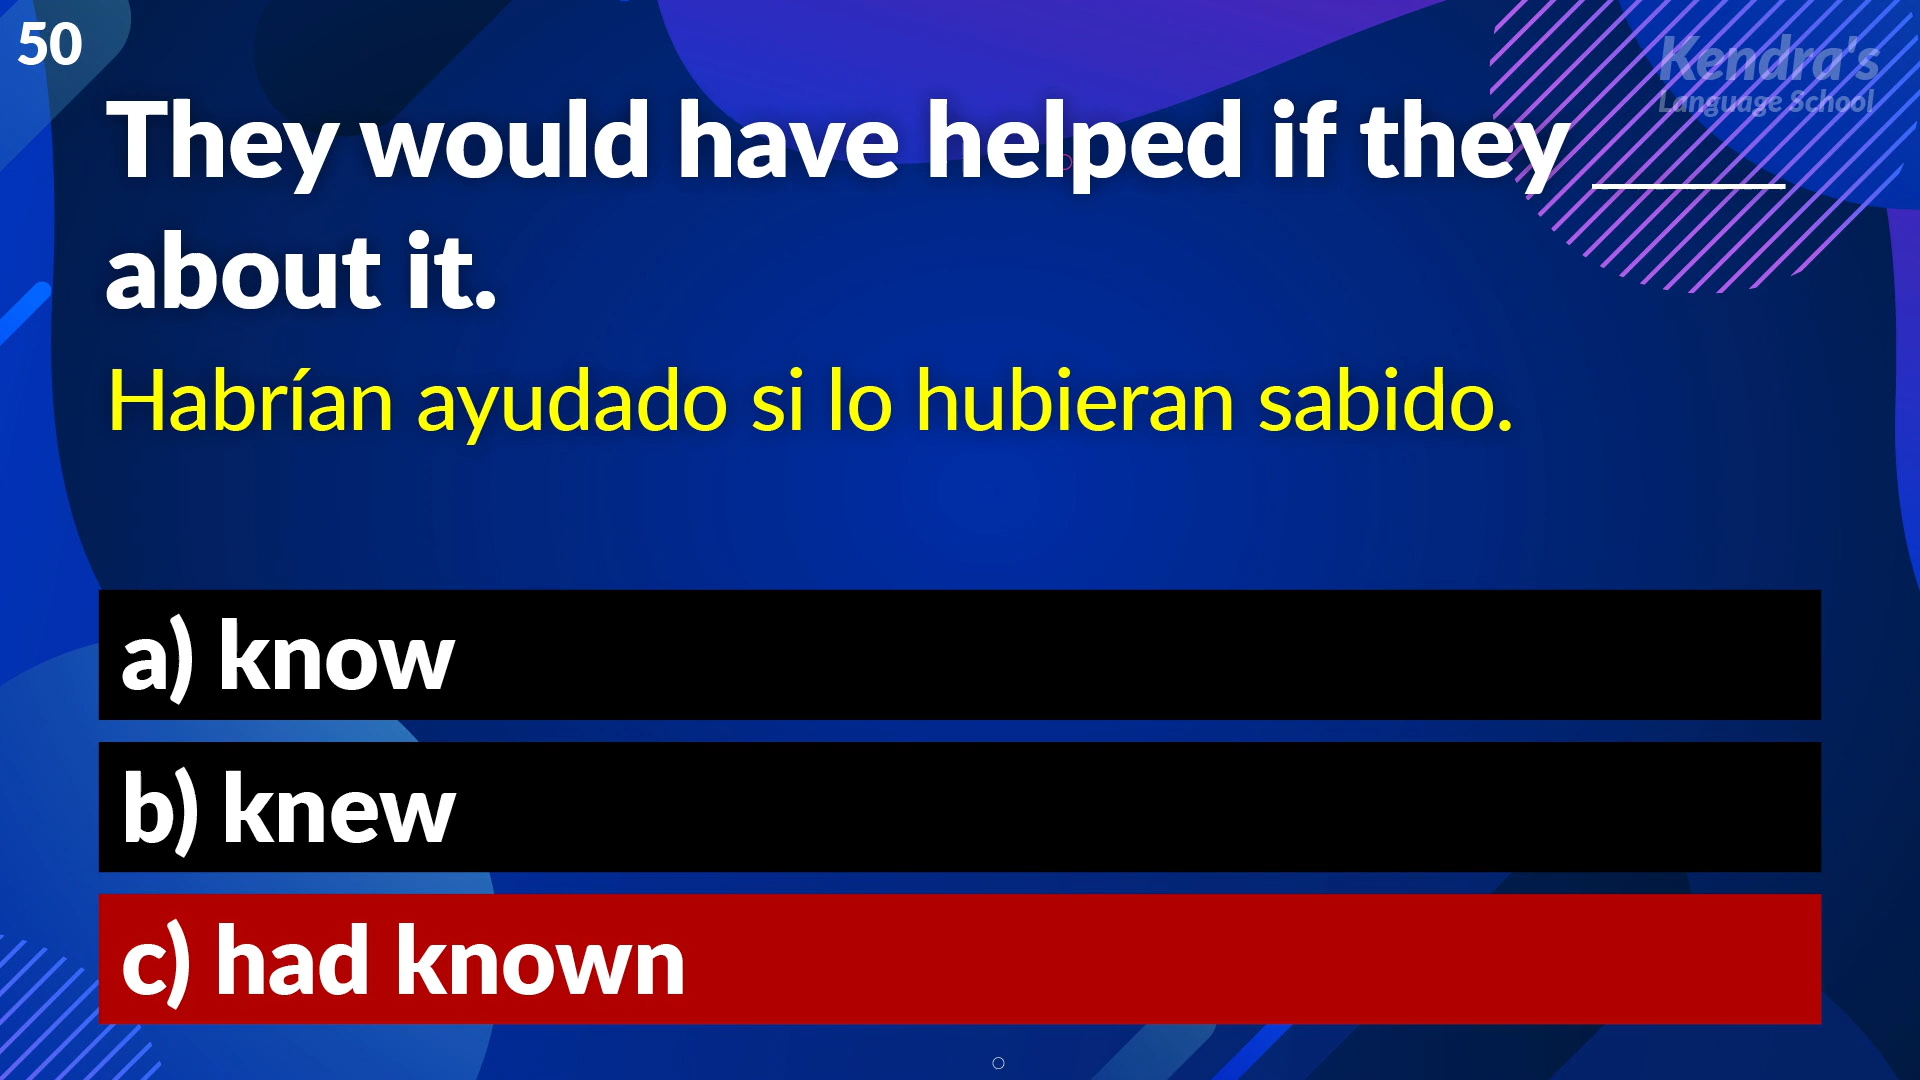 50
Kendra's
Language School
They would have helped if they _____
about it.
Habrían ayudado si lo hubieran sabido.
a) know
b) knew
c) had known